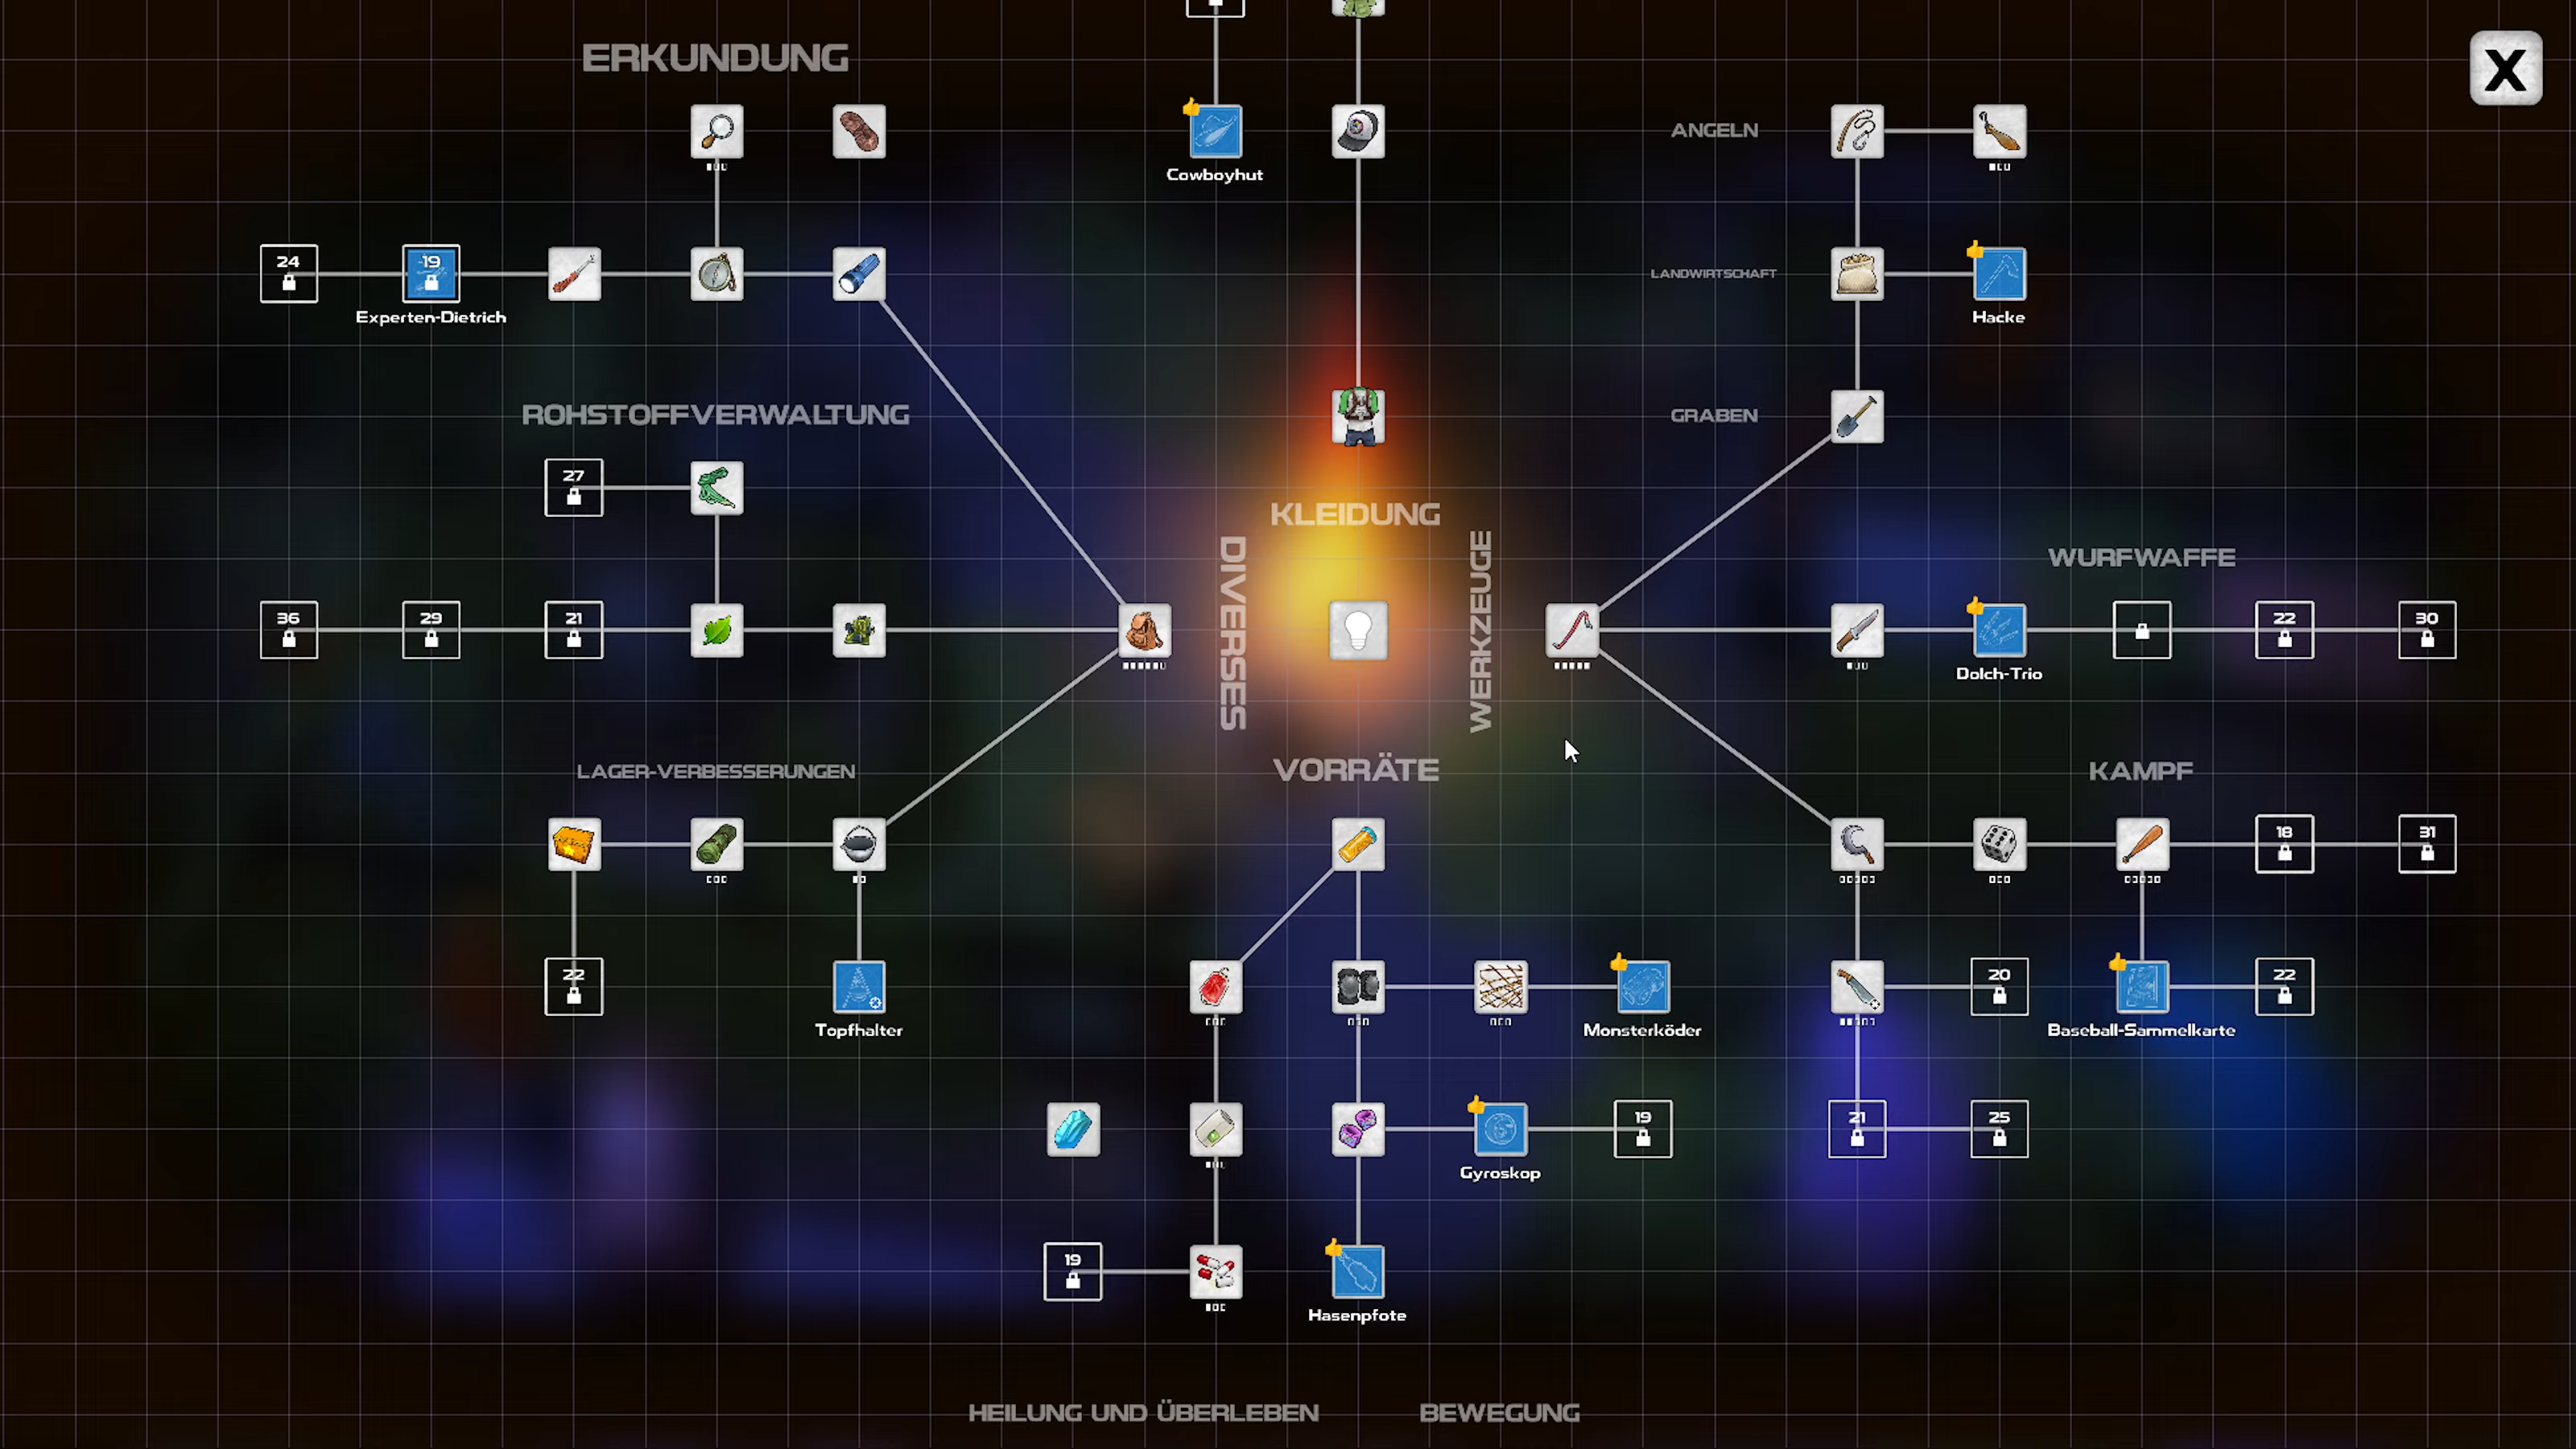 ERKUNDUNG
X
Cowboyhut
ANGELN
24
19
Experten-Dietrich
LANDWIRTSCHAFT
Hacke
ROHSTOFFVERWALTUNG
GRABEN
27
KLEIDUNG
DIVERSES
WERKZEUGE
WURFWAFFE
36
29
21
Dolch-Trio
22
30
LAGER-VERBESSERUNGEN
VORRÄTE
KAMPF
18
31
22
Topfhalter
Monsterköder
20
Baseball-Sammelkarte
22
Gyroskop
19
21
25
19
Hasenpfote
HEILUNG UND ÜBERLEBEN
BEWEGUNG